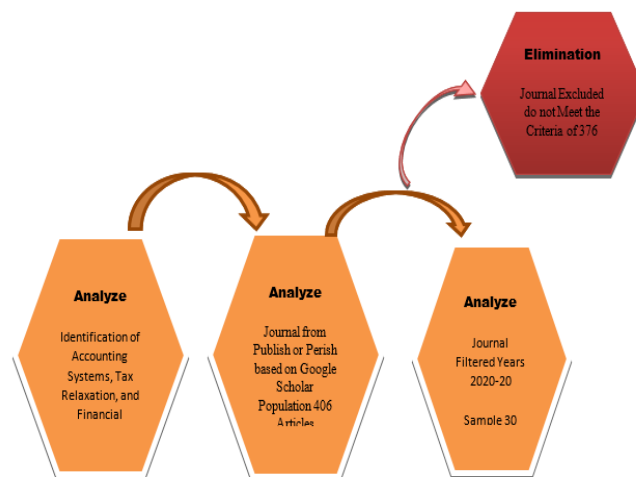 Elimination
Journal Excluded
do not Meet the
Criteria of 376
Analyze
Identification of
Accounting
Systems, Tax
Relaxation, and
Financial
Analyze
Journal from
Publish or Perish
based on Google
Scholar
Population 406
Articles
Analyze
Journal
Filtered Years
2020-20
Sample 30